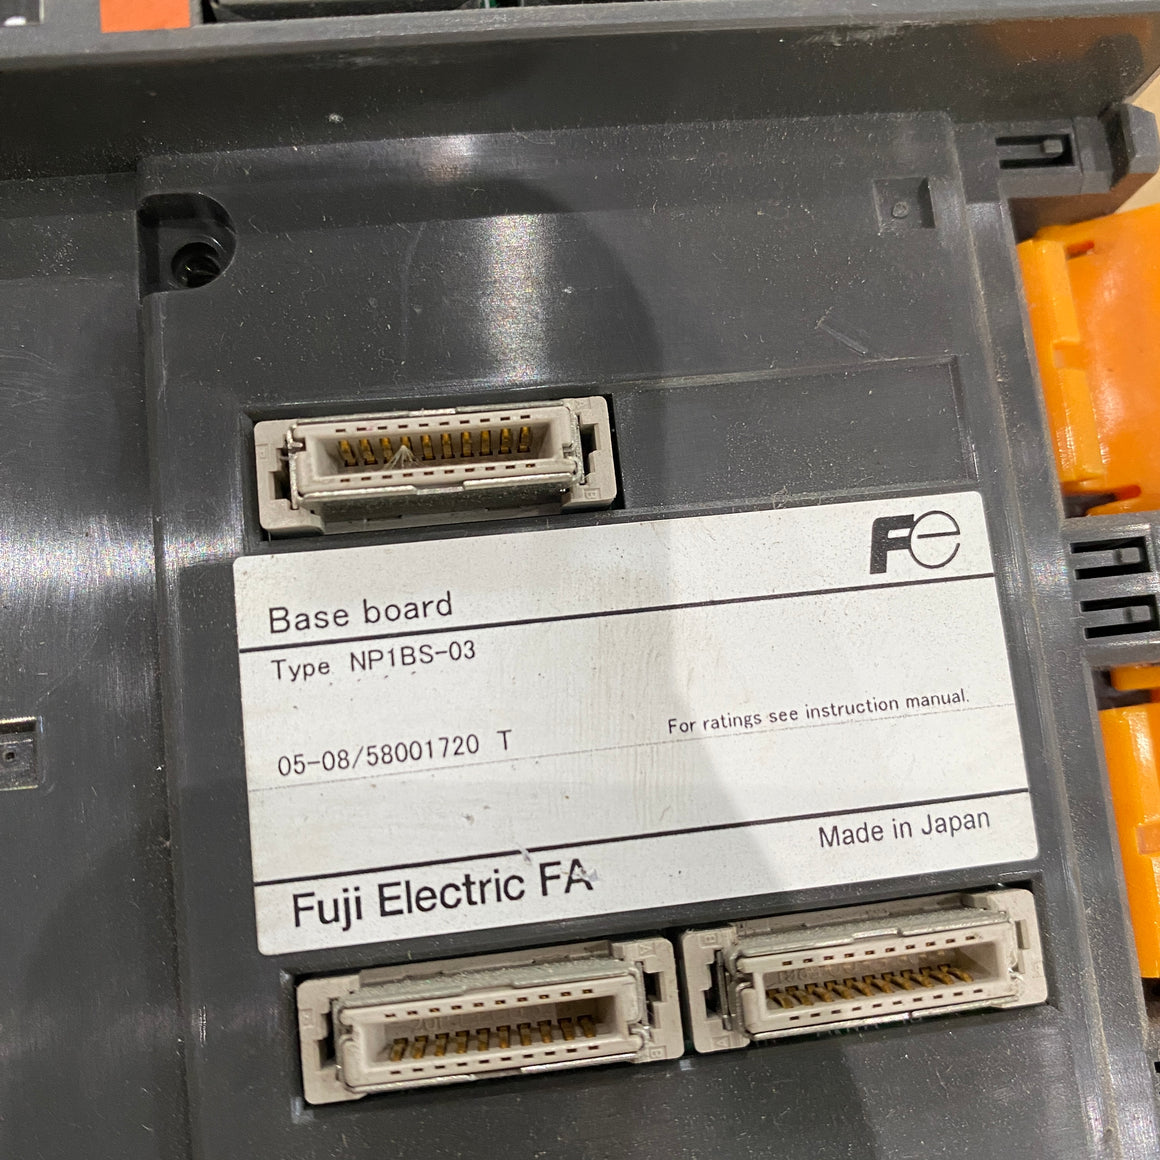 Fe
Base board
Type NP1BS-03
For ratings see instruction manual.
05-08/58001720 T
Made in Japan
Fuji Electric FA